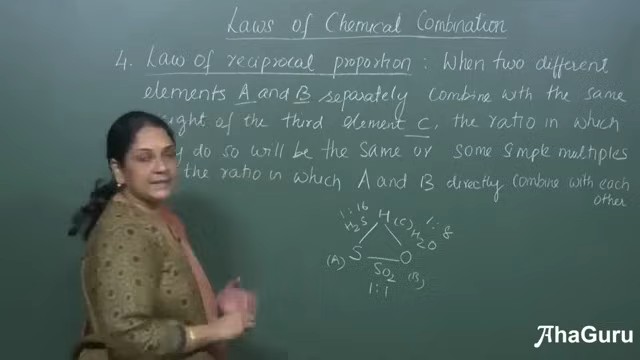 Laws of Chemical Combination
4. Law of reciprocal proportion : When two different
elements A and B separately combine with the same
of the third element C, the ratio in which
do so will be the same or some simple multiples
the ratio in which A and B directly combine with each
other
1:16
H₂S
H (C)
1:8
H₂O
(A) S
O
SO₂ (B)
1:1
AhaGuru